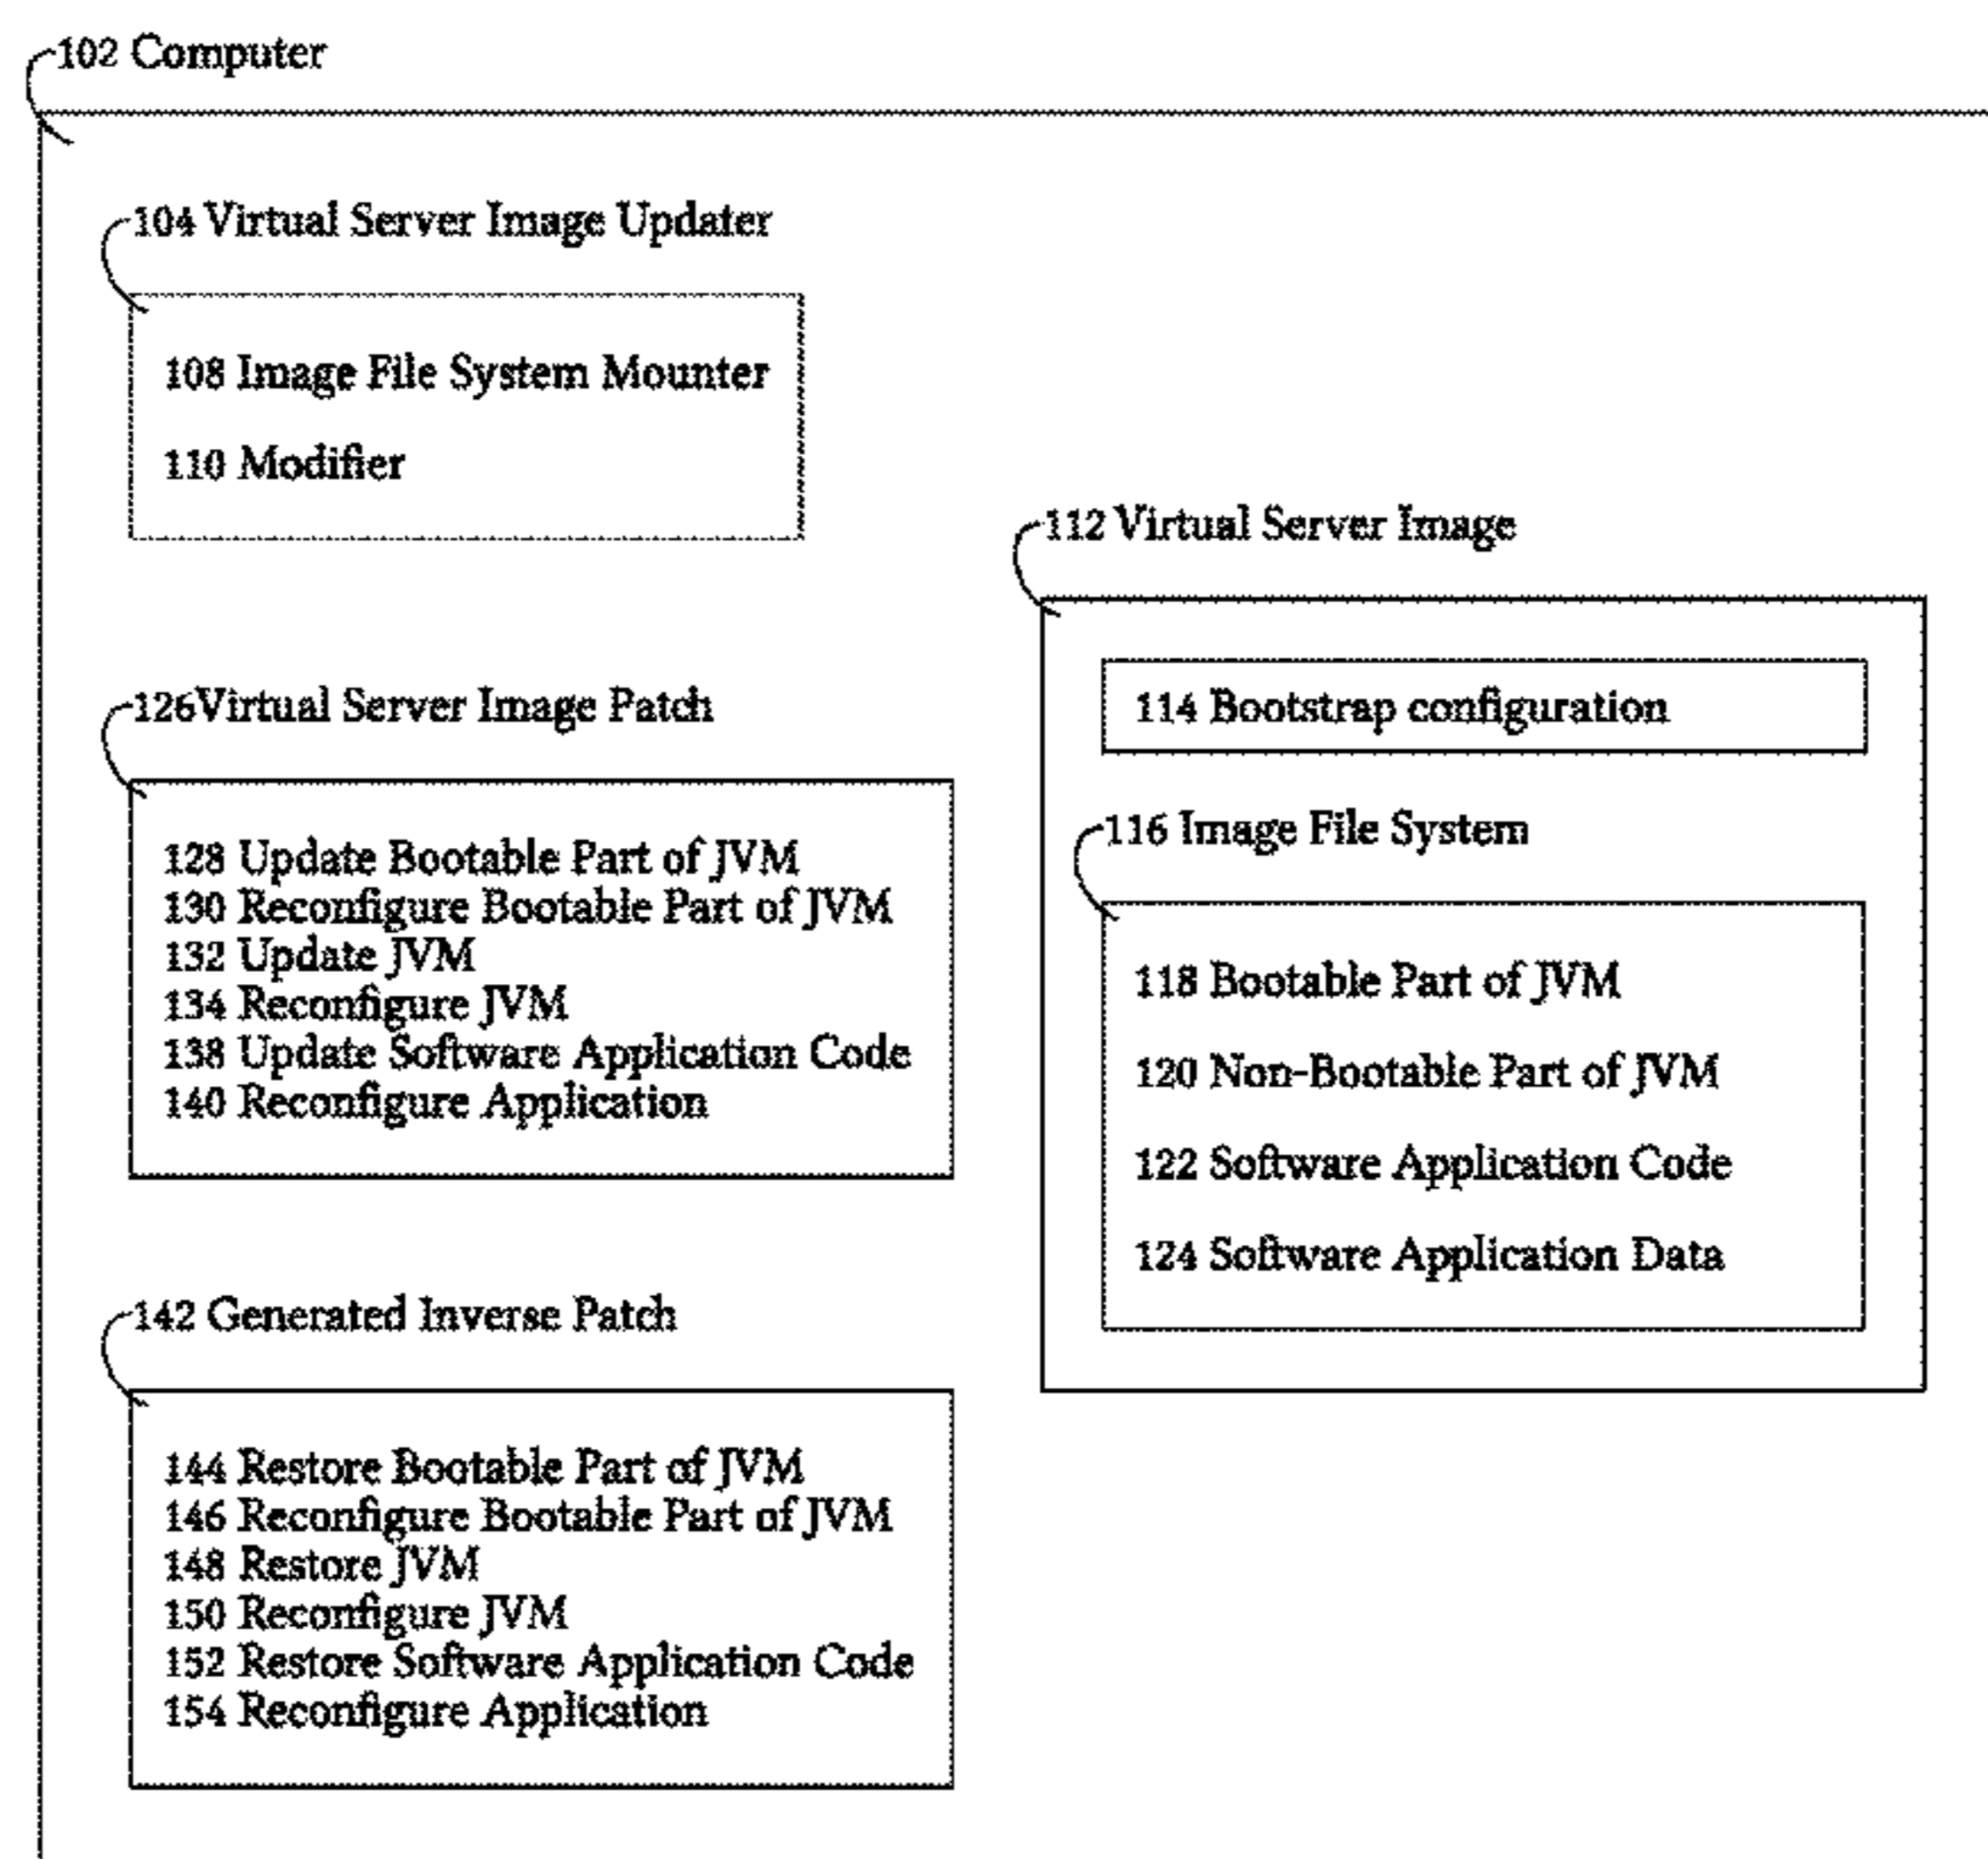 102 Computer
104 Virtual Server Image Updater
108 Image File System Mounter
110 Modifier
112 Virtual Server Image
114 Bootstrap configuration
116 Image File System
118 Bootable Part of JVM
120 Non-Bootable Part of JVM
122 Software Application Code
124 Software Application Data
126Virtual Server Image Patch
128 Update Bootable Part of JVM
130 Reconfigure Bootable Part of JVM
132 Update JVM
134 Reconfigure JVM
138 Update Software Application Code
140 Reconfigure Application
142 Generated Inverse Patch
144 Restore Bootable Part of JVM
146 Reconfigure Bootable Part of JVM
148 Restore JVM
150 Reconfigure JVM
152 Restore Software Application Code
154 Reconfigure Application